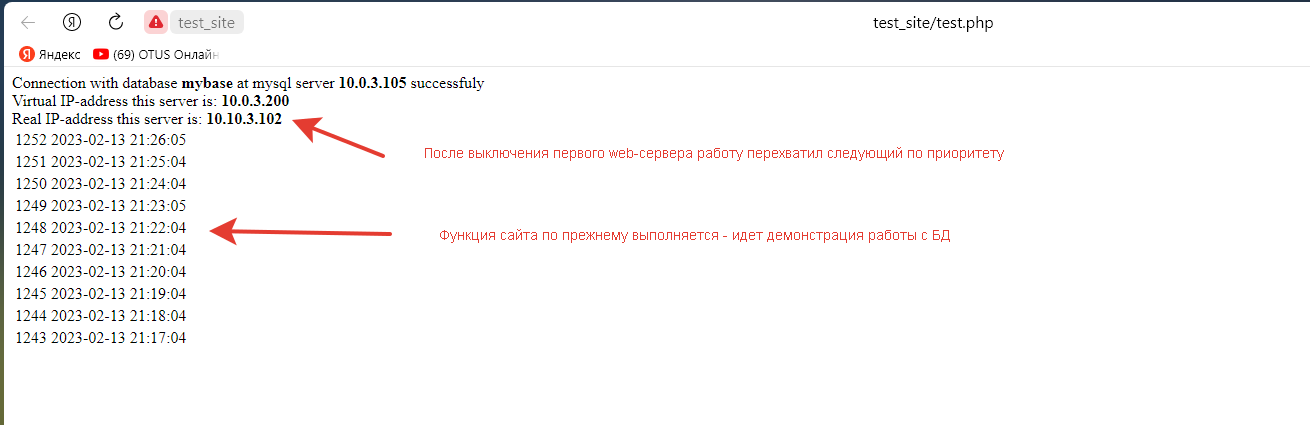 test_site
test_site/test.php
Яндекс
(69) OTUS Онлайн
Connection with database mybase at mysql server 10.0.3.105 successfuly
Virtual IP-address this server is: 10.0.3.200
Real IP-address this server is: 10.10.3.102
1252 2023-02-13 21:26:05
После выключения первого web-сервера работу перехватил следующий по приоритету
1251 2023-02-13 21:25:04
1250 2023-02-13 21:24:04
1249 2023-02-13 21:23:05
1248 2023-02-13 21:22:04
Функция сайта по прежнему выполняется - идет демонстрация работы с БД
1247 2023-02-13 21:21:04
1246 2023-02-13 21:20:04
1245 2023-02-13 21:19:04
1244 2023-02-13 21:18:04
1243 2023-02-13 21:17:04